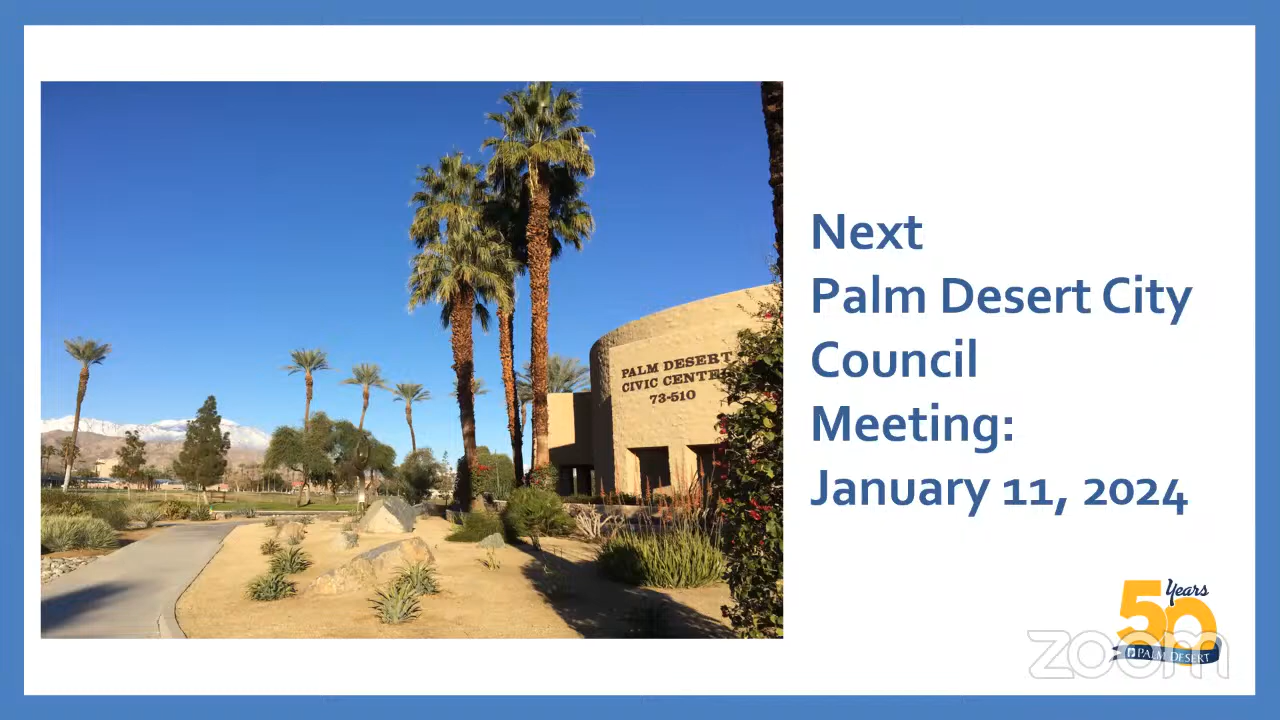 PALM DESERT
CIVIC CENTE
73-510
Next
Palm Desert City
Council
Meeting:
January 11, 2024
50 Years
PALM DESERT
zoom